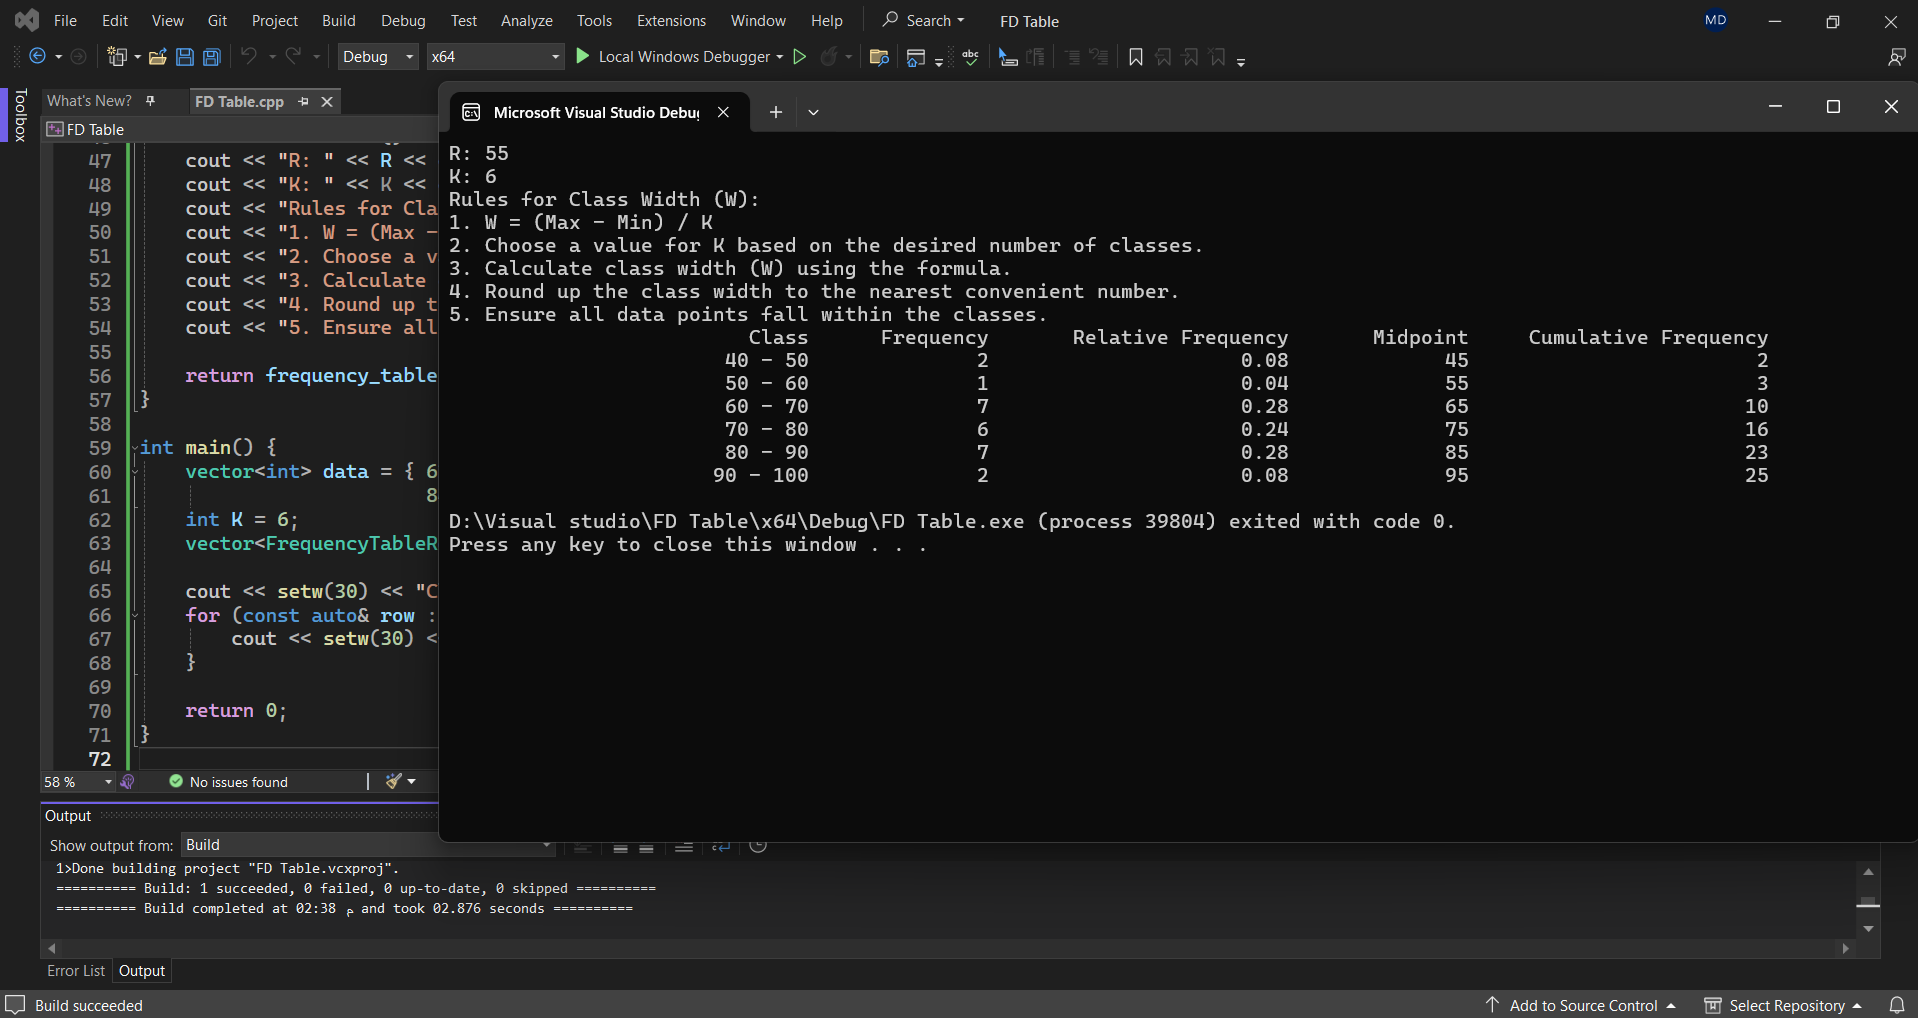 File Edit View Git Project Build Debug Test Analyze Tools Extensions Window Help Search FD Table MD
Debug x64 Local Windows Debugger abc
Toolbox
What's New? FD Table.cpp
FD Table
47 cout << "R: " << R <<
48 cout << "K: " << K <<
49 cout << "Rules for Cla
50 cout << "1. W = (Max -
51 cout << "2. Choose a v
52 cout << "3. Calculate
53 cout << "4. Round up t
54 cout << "5. Ensure all
55
56 return frequency_table
57 }
58
59 int main() {
60 vector<int> data = { 6
61 8
62 int K = 6;
63 vector<FrequencyTableR
64
65 cout << setw(30) << "C
66 for (const auto& row :
67 cout << setw(30) <
68 }
69
70 return 0;
71 }
72
58 % No issues found
Microsoft Visual Studio Debug
R: 55
K: 6
Rules for Class Width (W):
1. W = (Max - Min) / K
2. Choose a value for K based on the desired number of classes.
3. Calculate class width (W) using the formula.
4. Round up the class width to the nearest convenient number.
5. Ensure all data points fall within the classes.
Class Frequency Relative Frequency Midpoint Cumulative Frequency
40 - 50 2 0.08 45 2
50 - 60 1 0.04 55 3
60 - 70 7 0.28 65 10
70 - 80 6 0.24 75 16
80 - 90 7 0.28 85 23
90 - 100 2 0.08 95 25
D:\Visual studio\FD Table\x64\Debug\FD Table.exe (process 39804) exited with code 0.
Press any key to close this window . . .
Output
Show output from: Build
1>Done building project "FD Table.vcxproj".
========== Build: 1 succeeded, 0 failed, 0 up-to-date, 0 skipped ==========
========== Build completed at 02:38 م and took 02.876 seconds ==========
Error List Output
Build succeeded Add to Source Control Select Repository